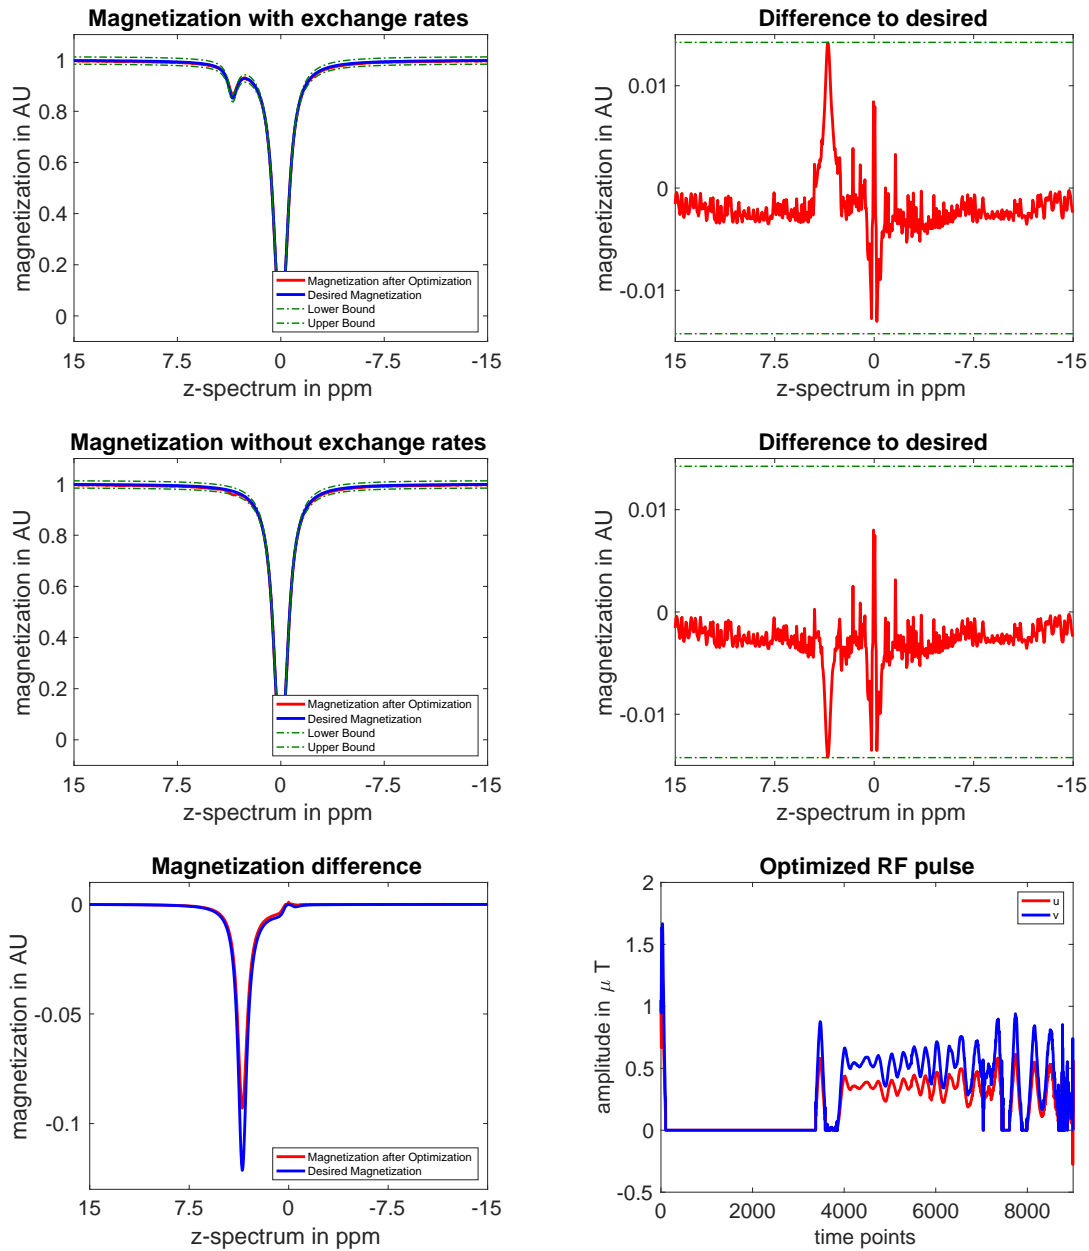 Magnetization with exchange rates
magnetization in AU
1
0.8
0.6
0.4
0.2
0
15
7.5
0
-7.5
-15
z-spectrum in ppm
Magnetization after Optimization
Desired Magnetization
Lower Bound
Upper Bound
Difference to desired
magnetization in AU
0.01
0
-0.01
15
7.5
0
-7.5
-15
z-spectrum in ppm
Magnetization without exchange rates
magnetization in AU
1
0.8
0.6
0.4
0.2
0
15
7.5
0
-7.5
-15
z-spectrum in ppm
Magnetization after Optimization
Desired Magnetization
Lower Bound
Upper Bound
Difference to desired
magnetization in AU
0.01
0
-0.01
15
7.5
0
-7.5
-15
z-spectrum in ppm
Magnetization difference
magnetization in AU
0
-0.05
-0.1
15
7.5
0
-7.5
-15
z-spectrum in ppm
Magnetization after Optimization
Desired Magnetization
Optimized RF pulse
amplitude in μ T
2
1.5
1
0.5
0
-0.5
0
2000
4000
6000
8000
time points
u
v